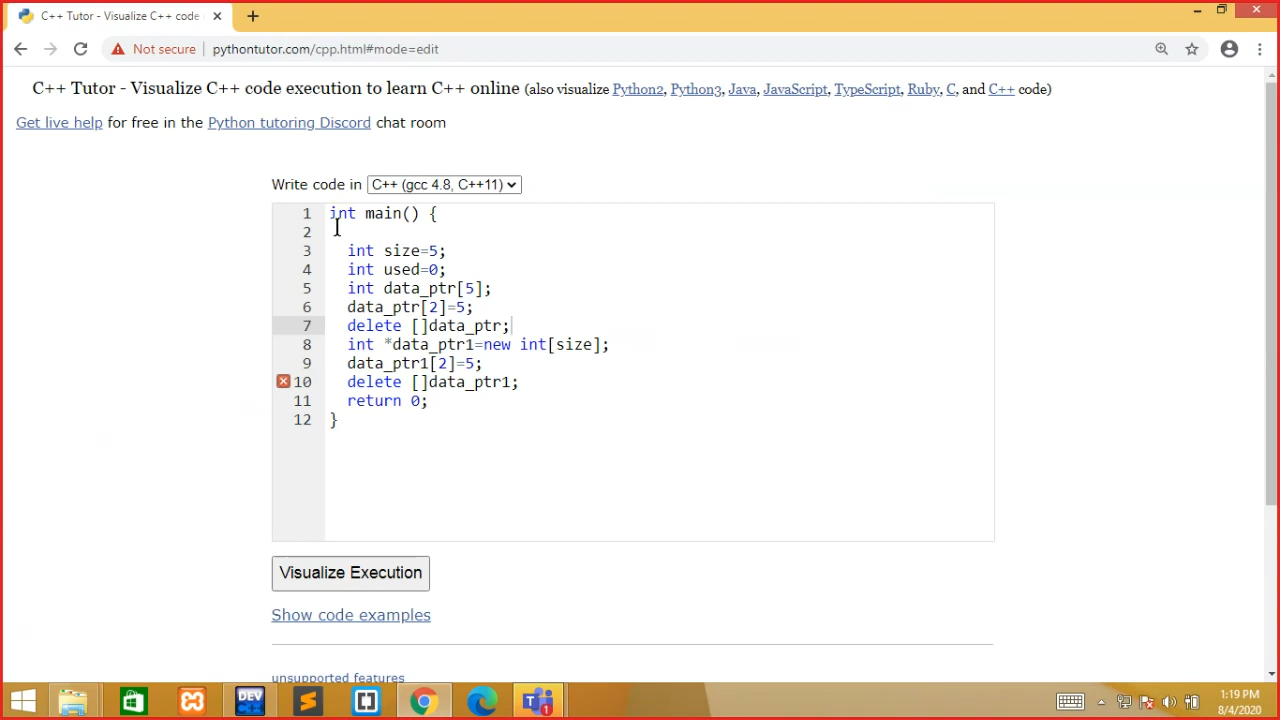 C++ Tutor - Visualize C++ code
Not secure
pythontutor.com/cpp.html#mode=edit
C++ Tutor - Visualize C++ code execution to learn C++ online (also visualize Python2, Python3, Java, JavaScript, TypeScript, Ruby, C, and C++ code)
Get live help for free in the Python tutoring Discord chat room
Write code in C++ (gcc 4.8, C++11)
1 int main() {
2
3 int size=5;
4 int used=0;
5 int data_ptr[5];
6 data_ptr[2]=5;
7 delete []data_ptr;
8 int *data_ptr1=new int[size];
9 data_ptr1[2]=5;
10 delete []data_ptr1;
11 return 0;
12 }
Visualize Execution
Show code examples
unsupported features
DEV
1
1:19 PM
8/4/2020